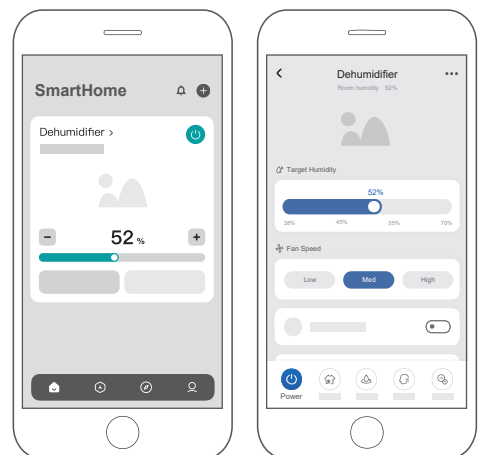 SmartHome
Dehumidifier >
52 %
Dehumidifier
Room humidity 52%
Target Humidity
52%
38% 45% 55% 70%
Fan Speed
Low Med High
Power